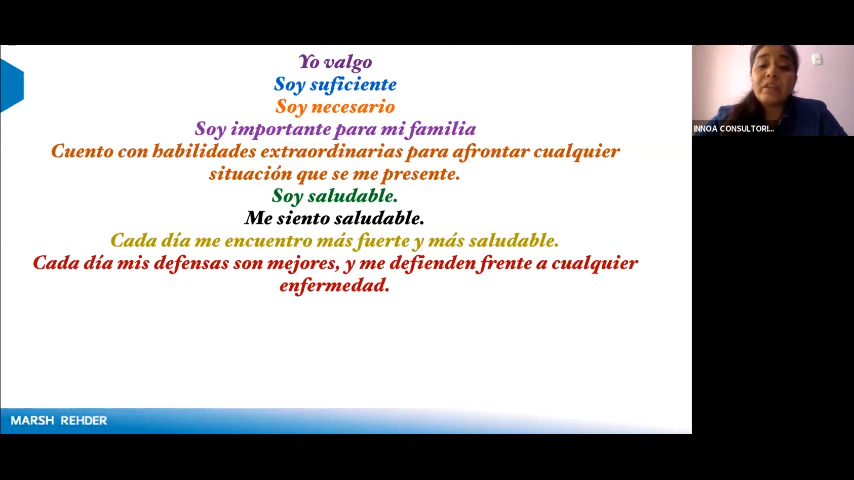 Yo valgo
Soy suficiente
Soy necesario
Soy importante para mi familia
Cuento con habilidades extraordinarias para afrontar cualquier
situación que se me presente.
Soy saludable.
Me siento saludable.
Cada día me encuentro más fuerte y más saludable.
Cada día mis defensas son mejores, y me defienden frente a cualquier
enfermedad.
INNOA CONSULTORI...
MARSH REHDER